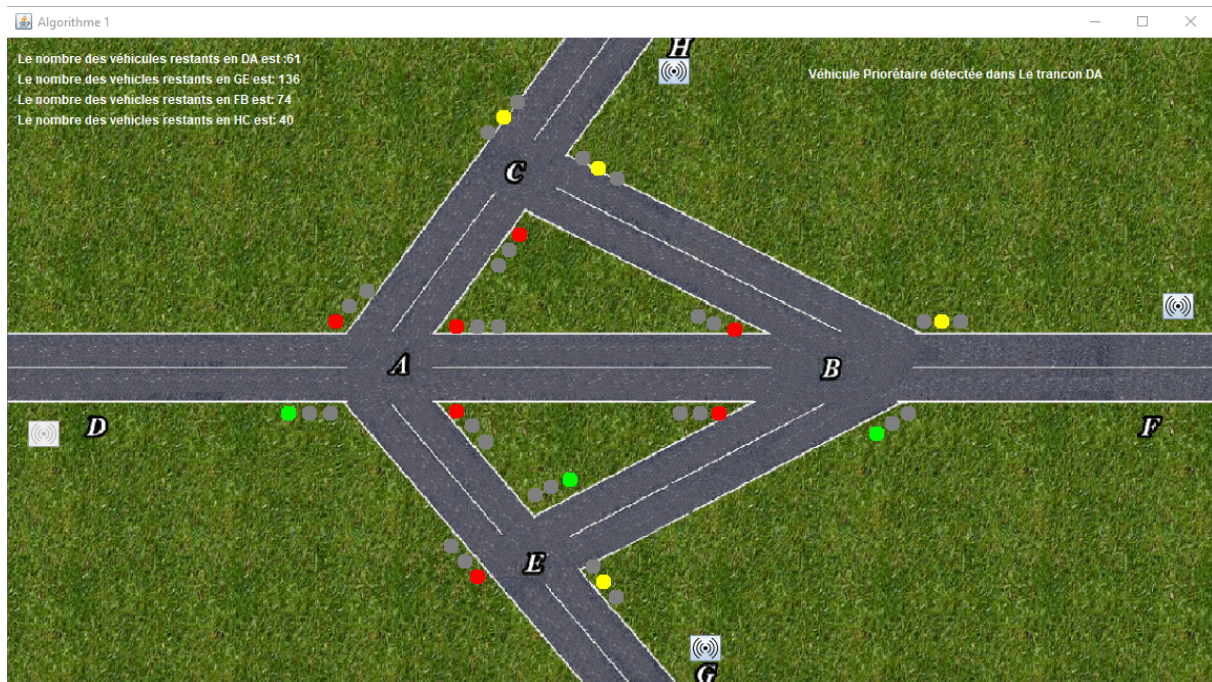 Algorithme 1
Le nombre des véhicules restants en DA est :61
Le nombre des vehicles restants en GE est: 136
Le nombre des vehicles restants en FB est: 74
Le nombre des vehicles restants en HC est: 40
Véhicule Priorétaire détectée dans Le trancon DA
H
C
A
B
D
F
E
G